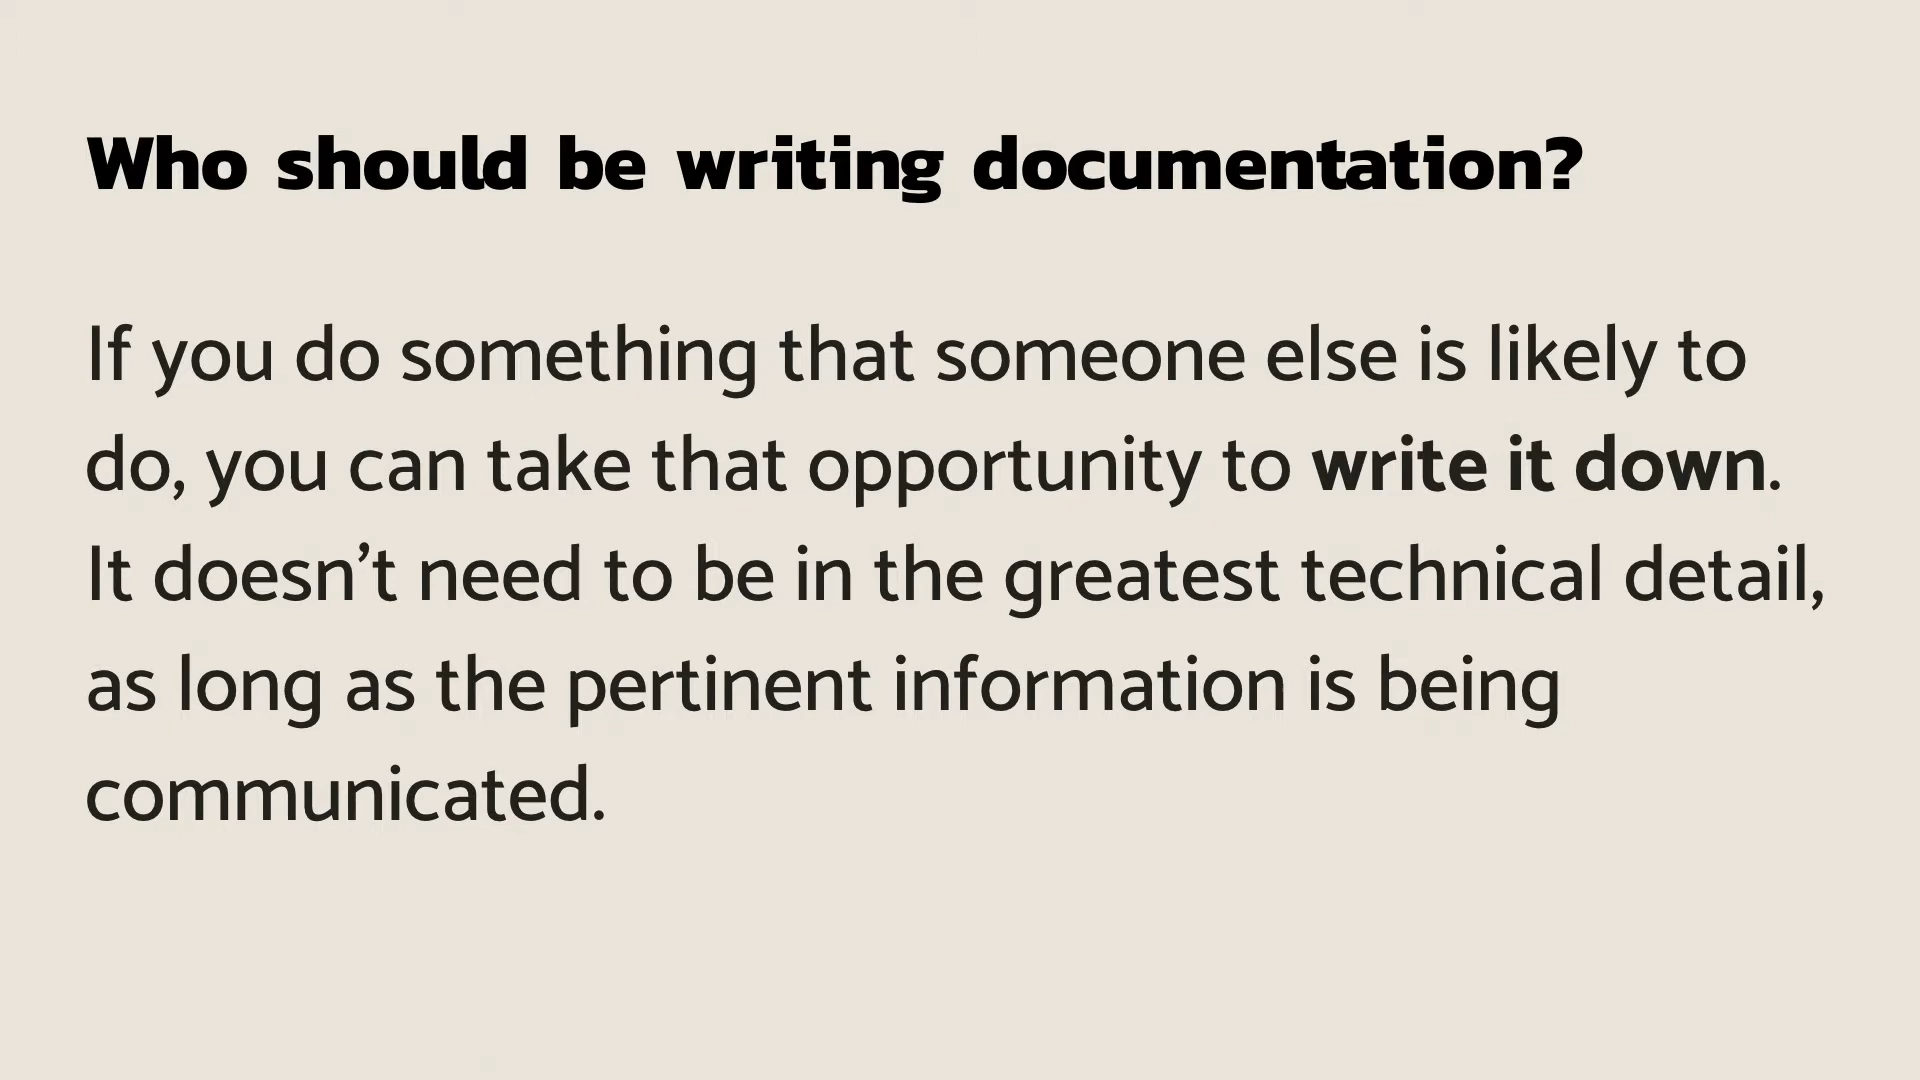 Who should be writing documentation?
If you do something that someone else is likely to
do, you can take that opportunity to write it down.
It doesn’t need to be in the greatest technical detail,
as long as the pertinent information is being
communicated.